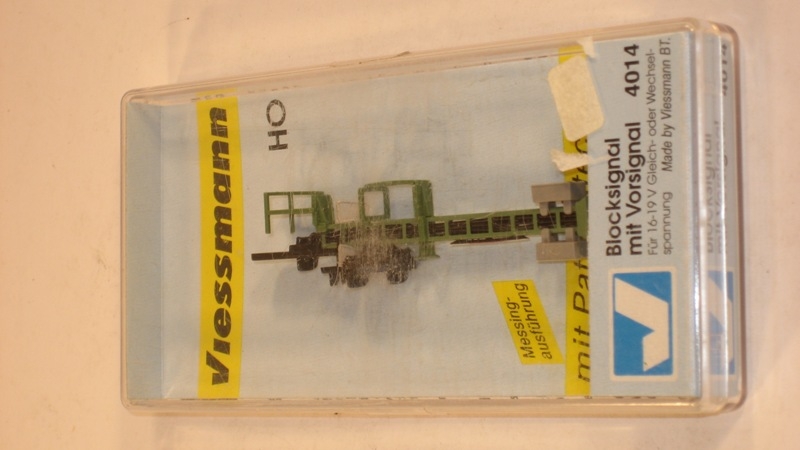 Viessmann
HO
Messing-
ausführung
mit
Blocksignal
mit Vorsignal 4014
Für 16-19 V Gleich- oder Wechsel-
spannung Made by Viessmann BT.
4014